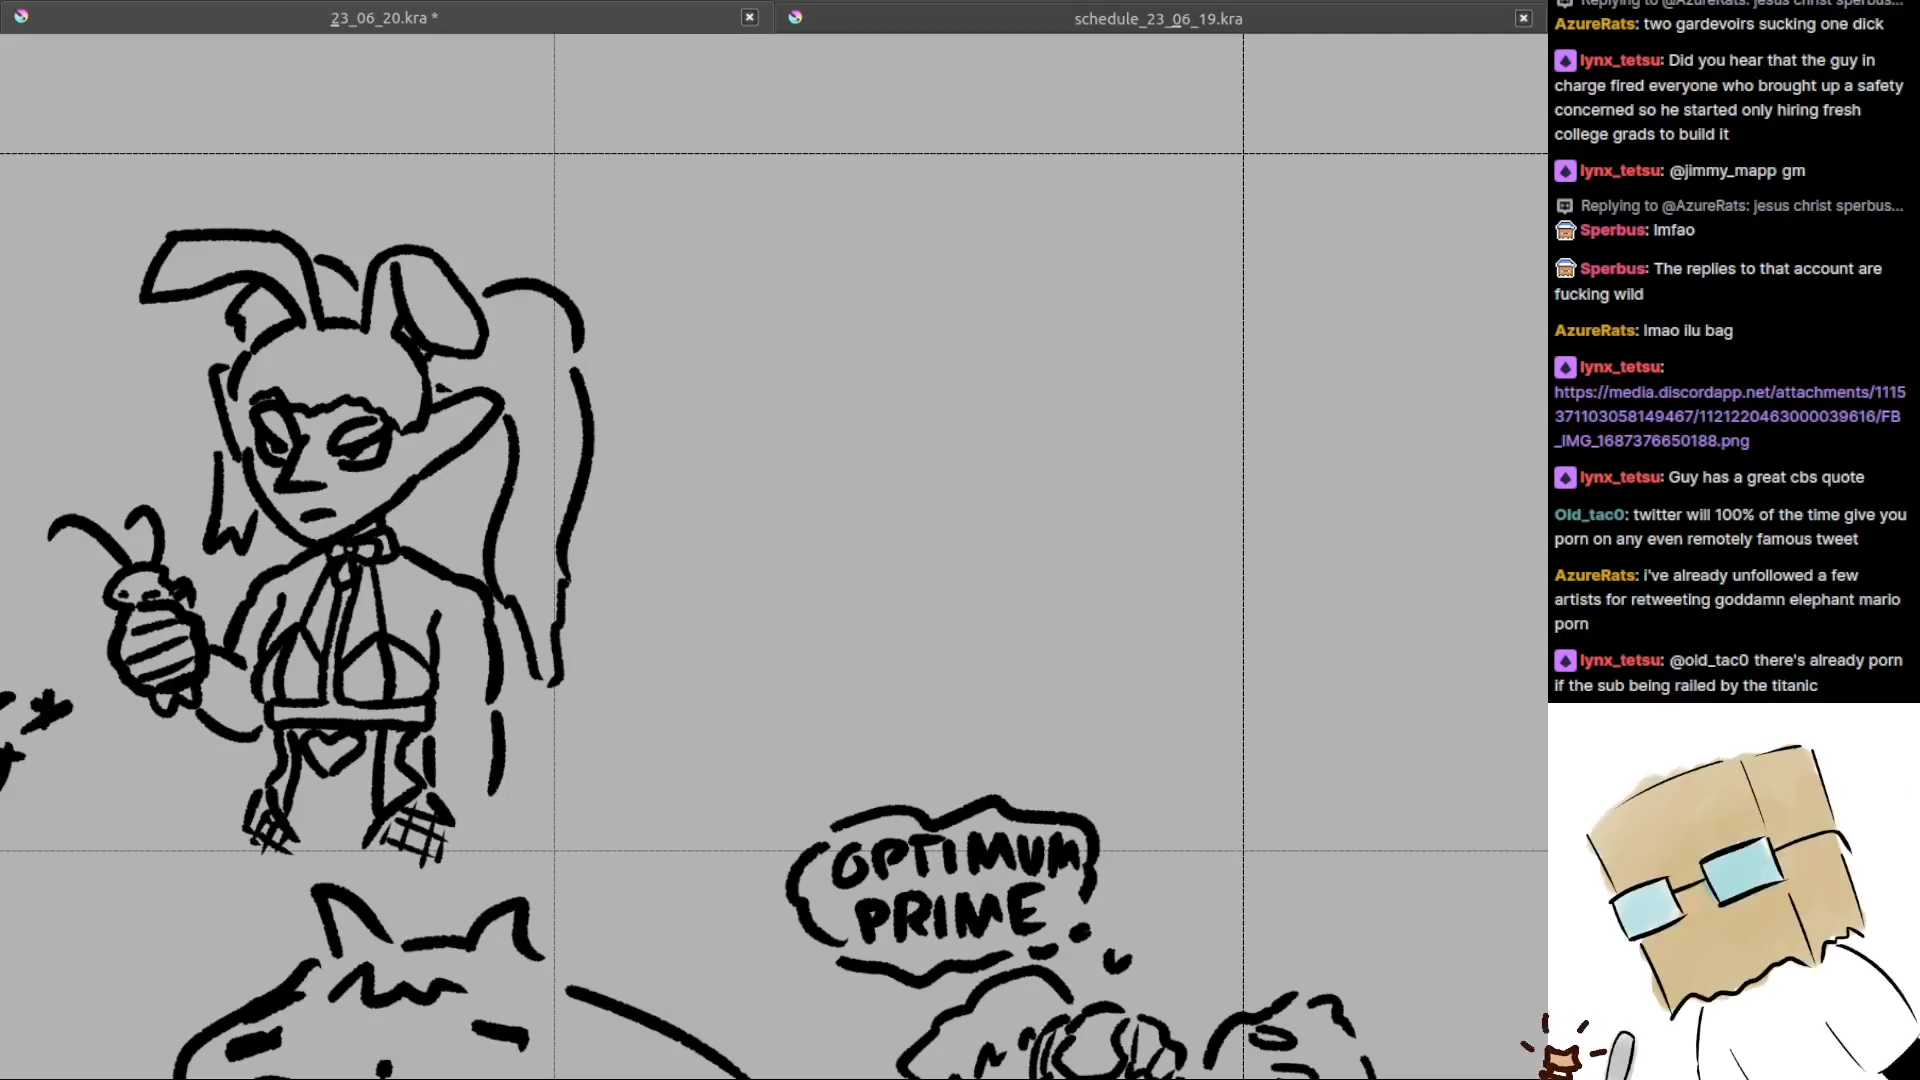 23_06_20.kra *
schedule_23_06_19.kra
Replying to @AzureRats: jesus christ sperbus...
AzureRats: two gardevoirs sucking one dick
lynx_tetsu: Did you hear that the guy in
charge fired everyone who brought up a safety
concerned so he started only hiring fresh
college grads to build it
lynx_tetsu: @jimmy_mapp gm
Replying to @AzureRats: jesus christ sperbus...
Sperbus: lmfao
Sperbus: The replies to that account are
fucking wild
AzureRats: lmao ilu bag
lynx_tetsu:
https://media.discordapp.net/attachments/1115
371103058149467/1121220463000039616/FB
_IMG_1687376650188.png
lynx_tetsu: Guy has a great cbs quote
Old_tac0: twitter will 100% of the time give you
porn on any even remotely famous tweet
AzureRats: i've already unfollowed a few
artists for retweeting goddamn elephant mario
porn
lynx_tetsu: @old_tac0 there's already porn
if the sub being railed by the titanic
OPTIMUM
PRIME